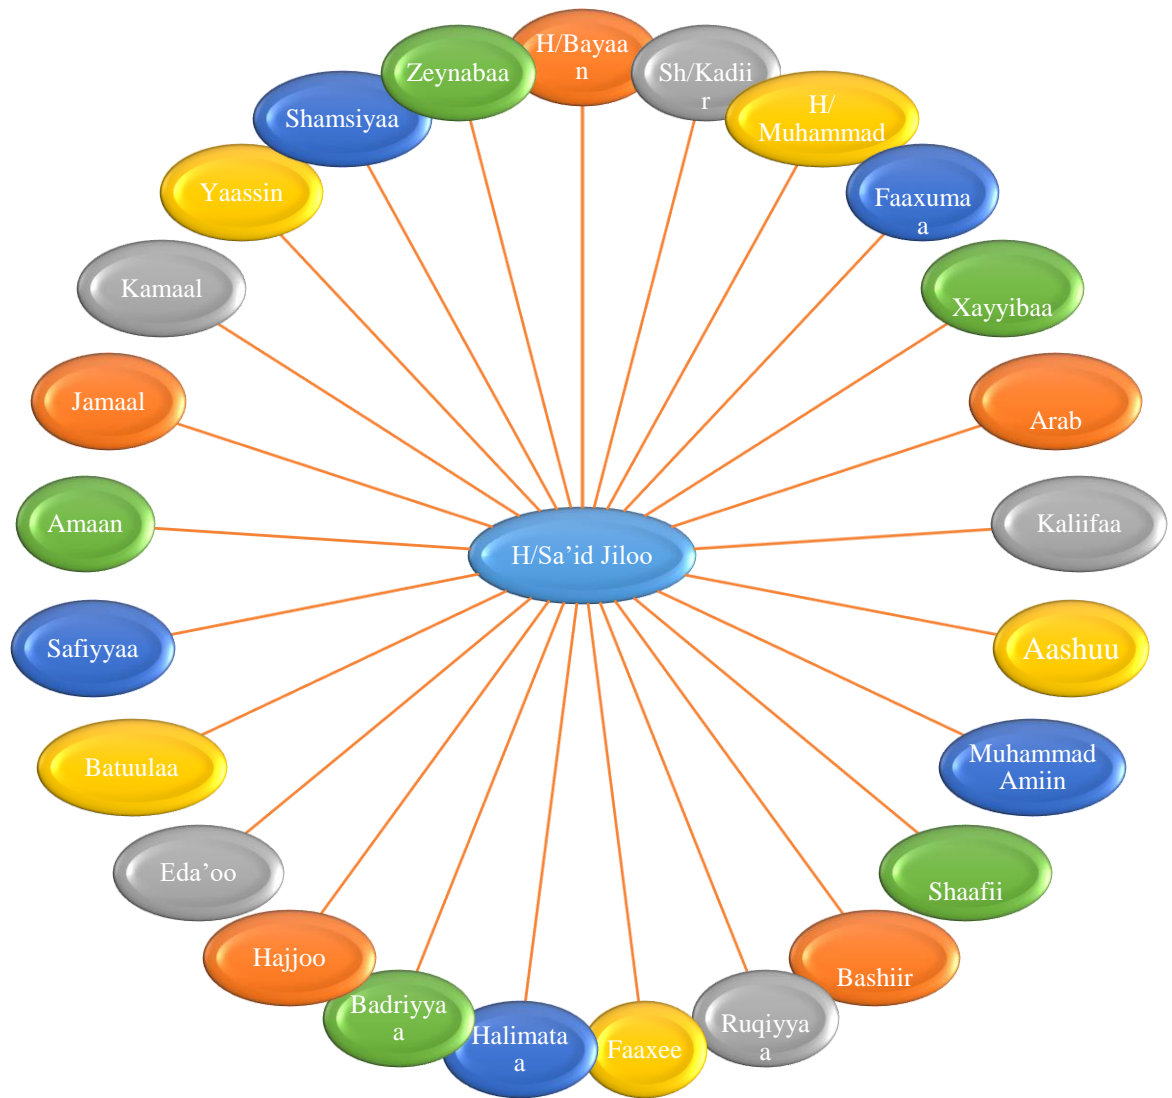 H/Bayaa
n
Sh/Kadii
r
H/
Muhammad
Faaxuma
a
Xayyibaa
Arab
Kaliifaa
Aashuu
Muhammad
Amiin
Shaafii
Bashiir
Ruqiyya
a
Faaxee
Halimata
a
Badriyya
a
Hajjoo
Eda’oo
Batuulaa
Safiyyaa
Amaan
Jamaal
Kamaal
Yaassin
Shamsiyaa
Zeynabaa
H/Sa’id Jiloo